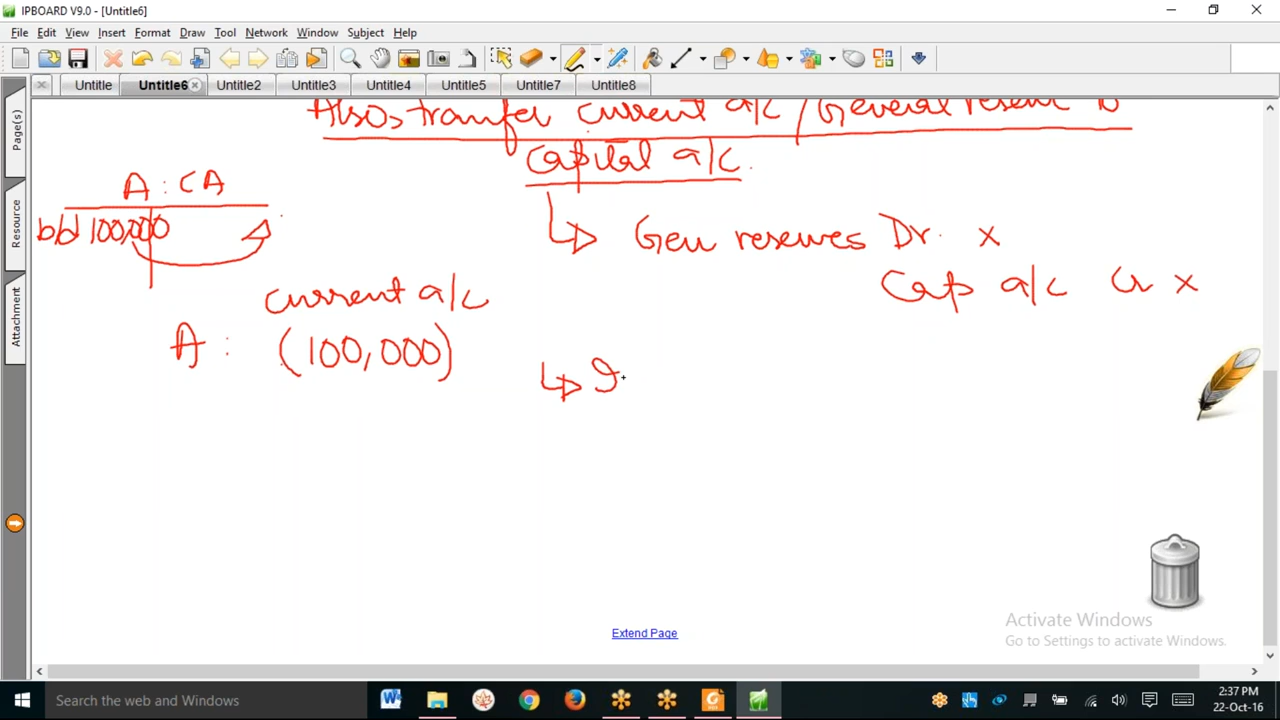 IPBOARD V9.0 - [Untitle6]
File Edit View Insert Format Draw Tool Network Window Subject Help
Untitle Untitle6 Untitle2 Untitle3 Untitle4 Untitle5 Untitle7 Untitle8
Page(s)
Resource
Attachment
Also, tranfer current a/c / General reserve to
Capital a/c.
A : CA
b/d 100,000
Gen reserves Dr. x
Cap a/c Cr x
current a/c
A : (100,000)
Extend Page
Activate Windows
Go to Settings to activate Windows.
Search the web and Windows
2:37 PM
22-Oct-16